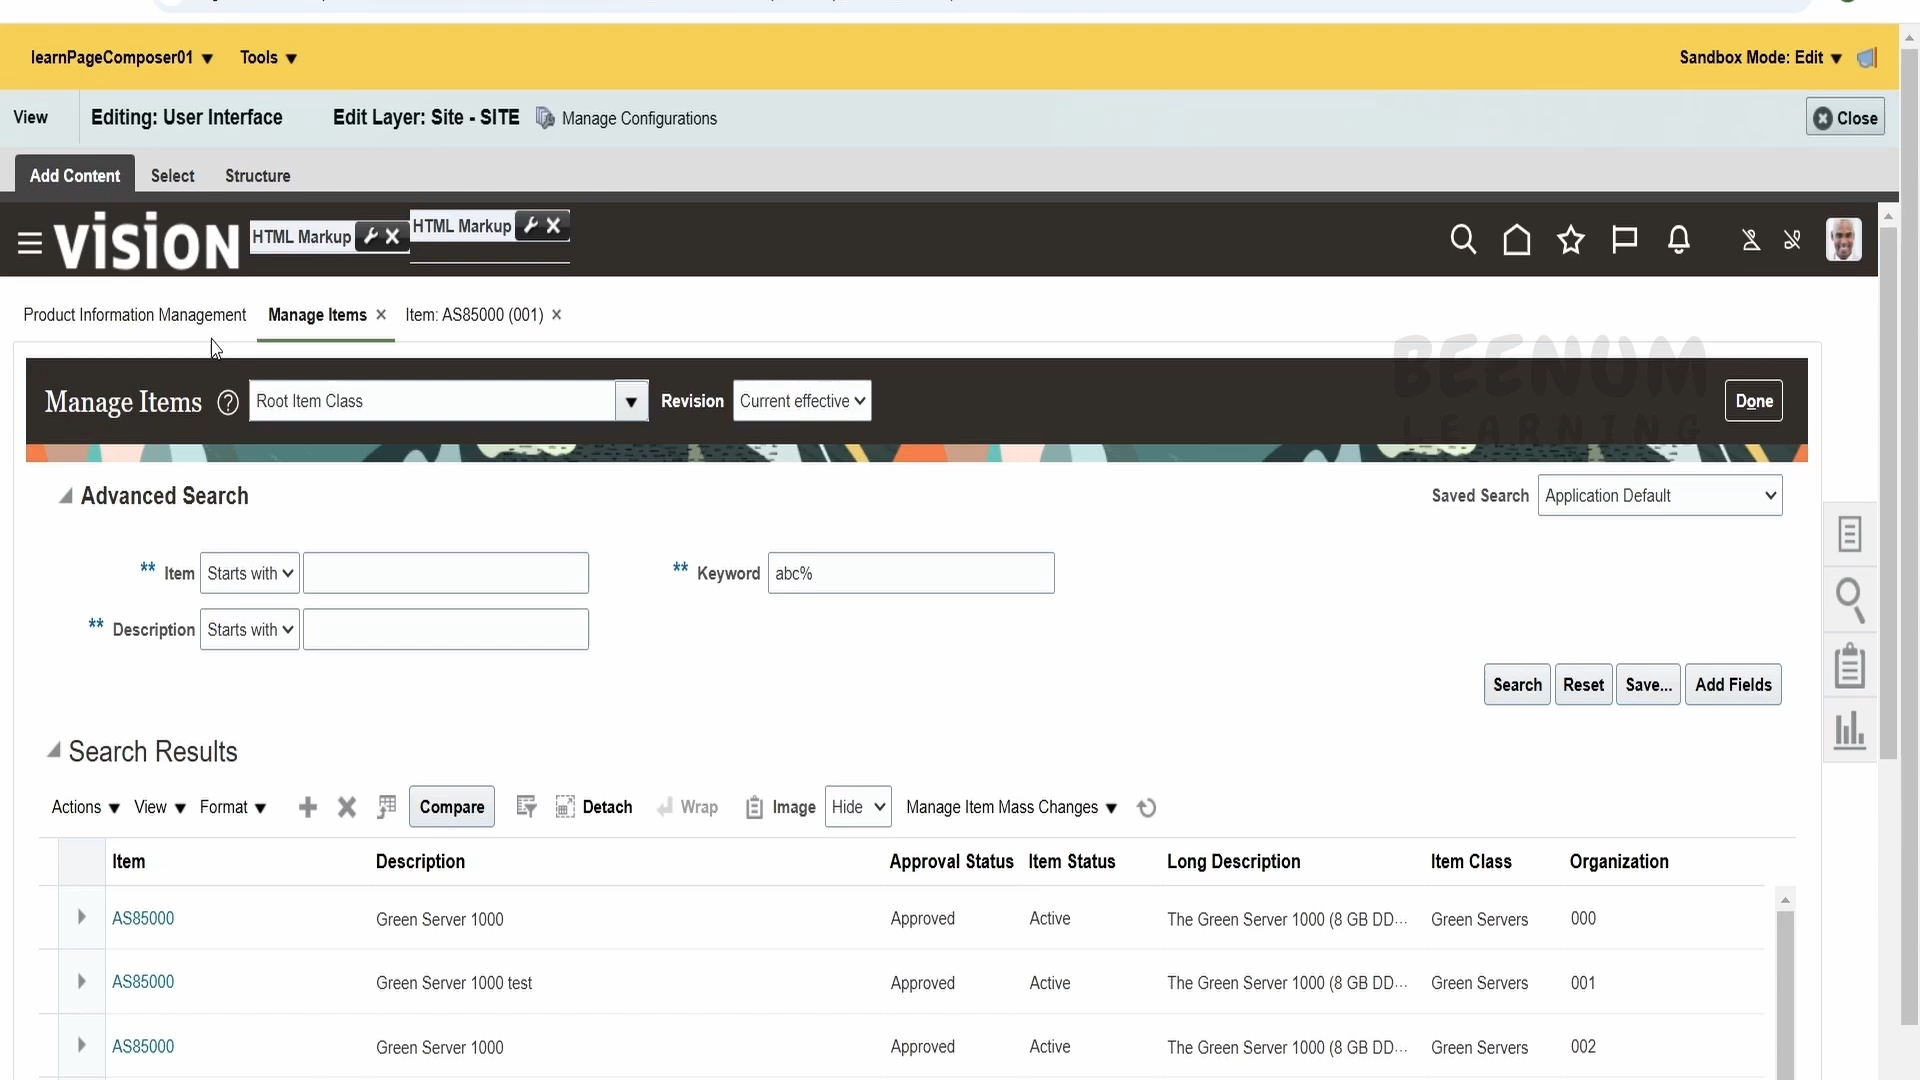 learnPageComposer01 Tools Sandbox Mode: Edit
View Editing: User Interface Edit Layer: Site - SITE Manage Configurations Close
Add Content Select Structure
VISION HTML Markup HTML Markup
Product Information Management Manage Items Item: AS85000 (001)
BEENUM
LEARNING
Manage Items Root Item Class Revision Current effective Done
Advanced Search Saved Search Application Default
** Item Starts with ** Keyword abc%
** Description Starts with
Search Reset Save... Add Fields
Search Results
Actions View Format Compare Detach Wrap Image Hide Manage Item Mass Changes
Item Description Approval Status Item Status Long Description Item Class Organization
AS85000 Green Server 1000 Approved Active The Green Server 1000 (8 GB DD... Green Servers 000
AS85000 Green Server 1000 test Approved Active The Green Server 1000 (8 GB DD... Green Servers 001
AS85000 Green Server 1000 Approved Active The Green Server 1000 (8 GB DD... Green Servers 002